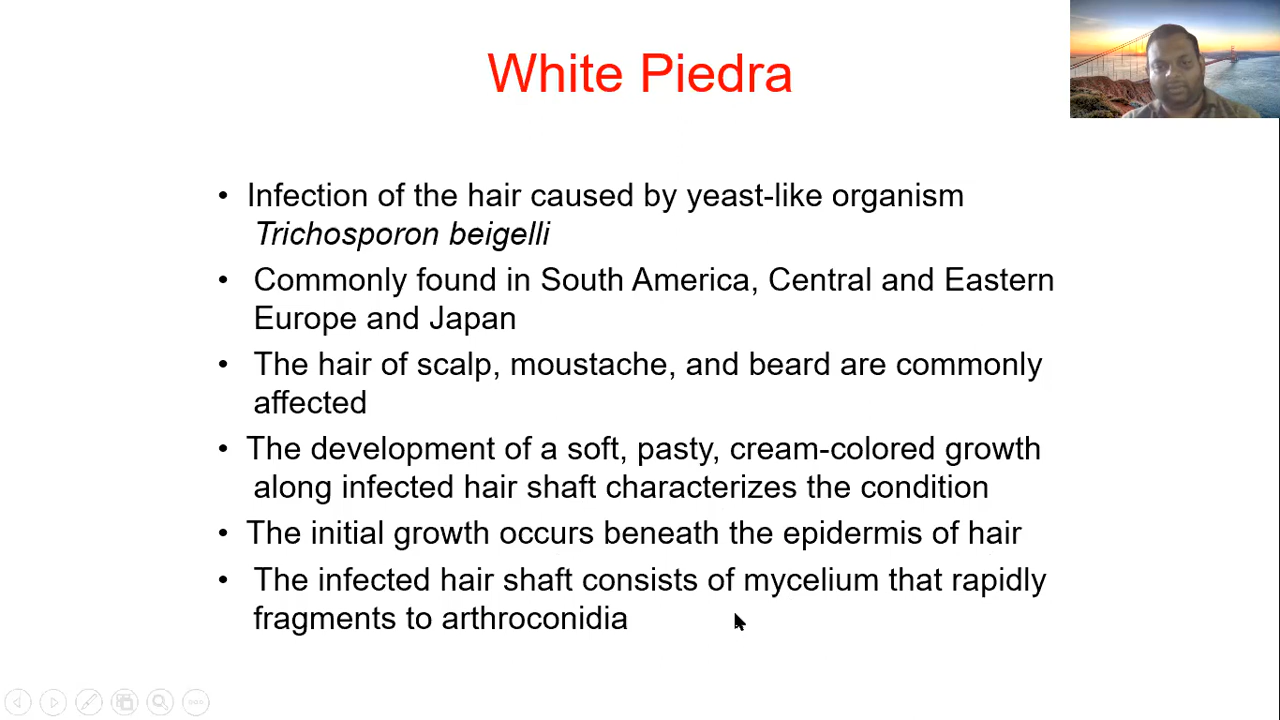 White Piedra
• Infection of the hair caused by yeast-like organism
Trichosporon beigelli
• Commonly found in South America, Central and Eastern
Europe and Japan
• The hair of scalp, moustache, and beard are commonly
affected
• The development of a soft, pasty, cream-colored growth
along infected hair shaft characterizes the condition
• The initial growth occurs beneath the epidermis of hair
• The infected hair shaft consists of mycelium that rapidly
fragments to arthroconidia